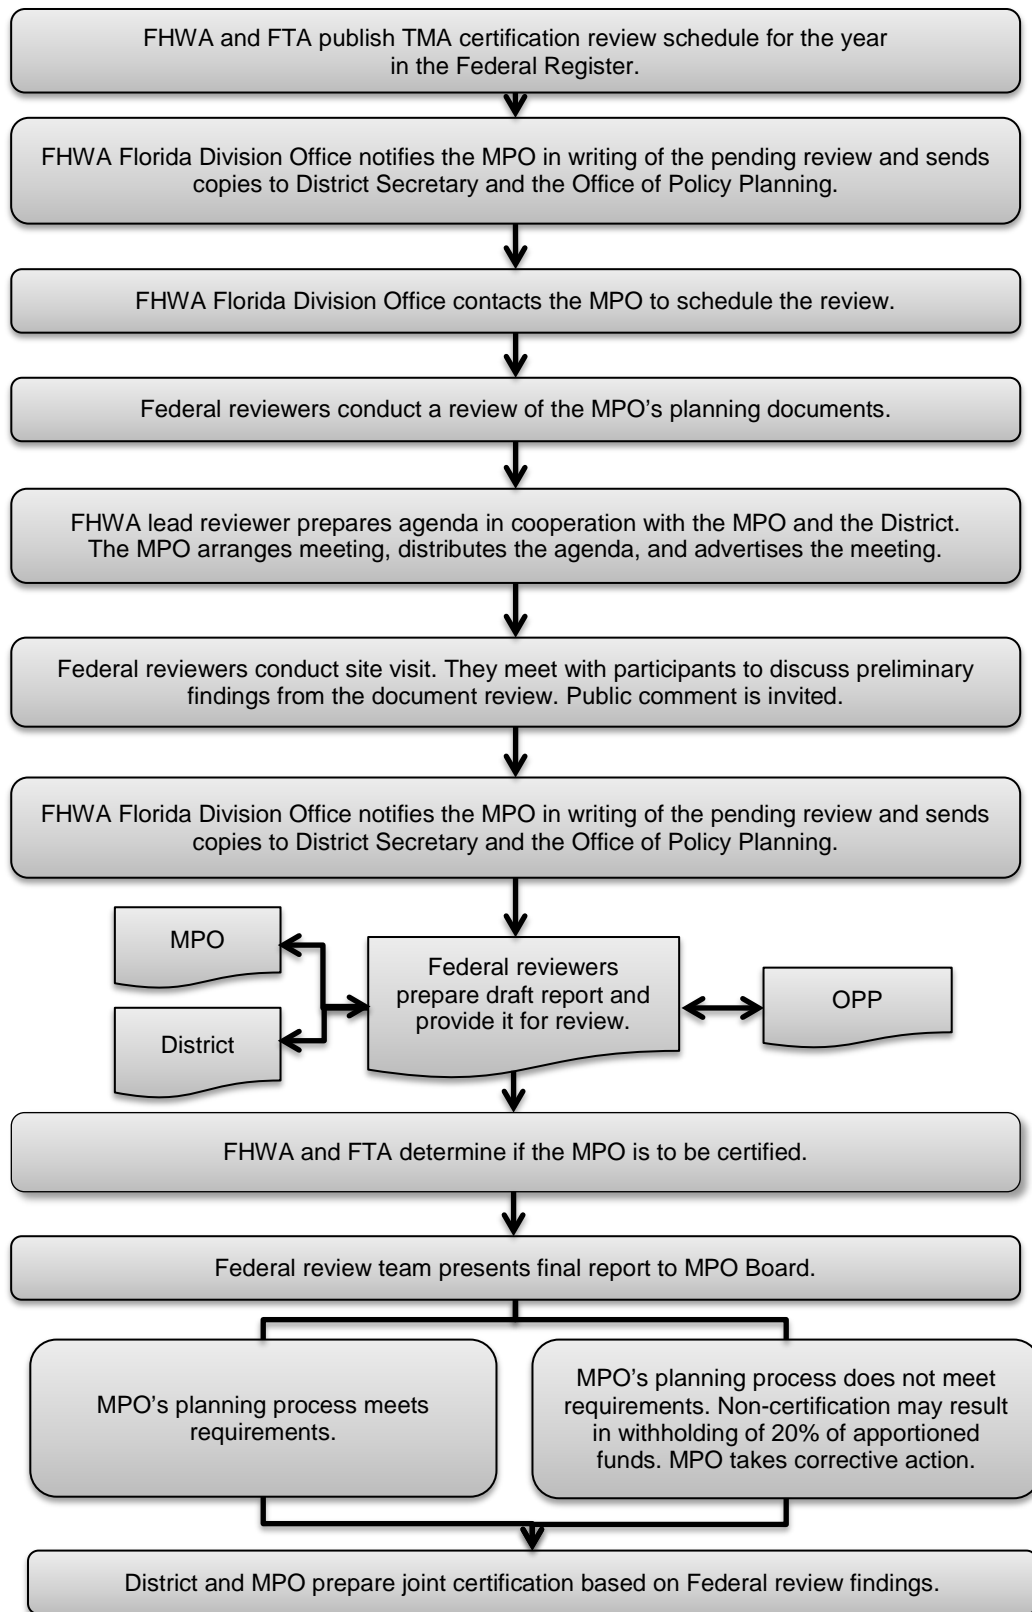 FHWA and FTA publish TMA certification review schedule for the year
in the Federal Register.
FHWA Florida Division Office notifies the MPO in writing of the pending review and sends
copies to District Secretary and the Office of Policy Planning.
FHWA Florida Division Office contacts the MPO to schedule the review.
Federal reviewers conduct a review of the MPO’s planning documents.
FHWA lead reviewer prepares agenda in cooperation with the MPO and the District.
The MPO arranges meeting, distributes the agenda, and advertises the meeting.
Federal reviewers conduct site visit. They meet with participants to discuss preliminary
findings from the document review. Public comment is invited.
FHWA Florida Division Office notifies the MPO in writing of the pending review and sends
copies to District Secretary and the Office of Policy Planning.
MPO
District
Federal reviewers
prepare draft report and
provide it for review.
OPP
FHWA and FTA determine if the MPO is to be certified.
Federal review team presents final report to MPO Board.
MPO’s planning process meets
requirements.
MPO’s planning process does not meet
requirements. Non-certification may result
in withholding of 20% of apportioned
funds. MPO takes corrective action.
District and MPO prepare joint certification based on Federal review findings.